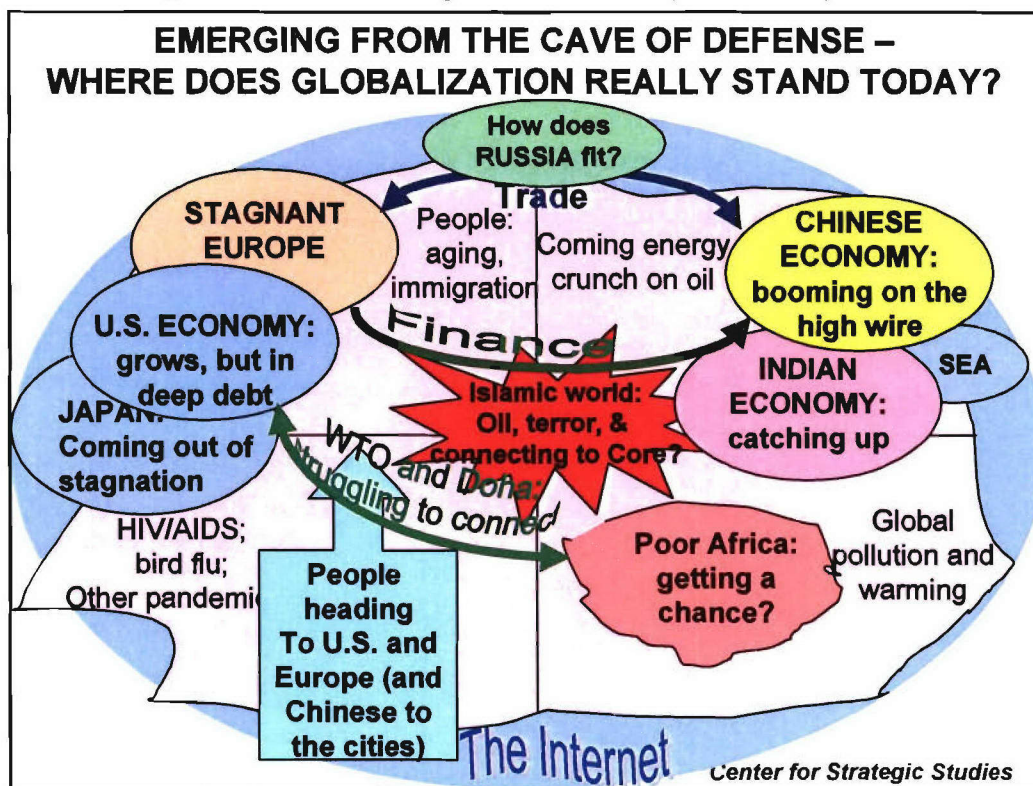 EMERGING FROM THE CAVE OF DEFENSE –
WHERE DOES GLOBALIZATION REALLY STAND TODAY?
How does
RUSSIA fit?
Trade
STAGNANT
EUROPE
People:
aging,
immigration
Coming energy
crunch on oil
CHINESE
ECONOMY:
booming on the
high wire
U.S. ECONOMY:
grows, but in
deep debt
Finance
Islamic world:
Oil, terror, &
connecting to Core?
INDIAN
ECONOMY:
catching up
SEA
JAPAN:
Coming out of
stagnation
WTO and Doha:
struggling to connect
HIV/AIDS;
bird flu;
Other pandemic
People
heading
To U.S. and
Europe (and
Chinese to
the cities)
Poor Africa:
getting a
chance?
Global
pollution and
warming
The Internet
Center for Strategic Studies